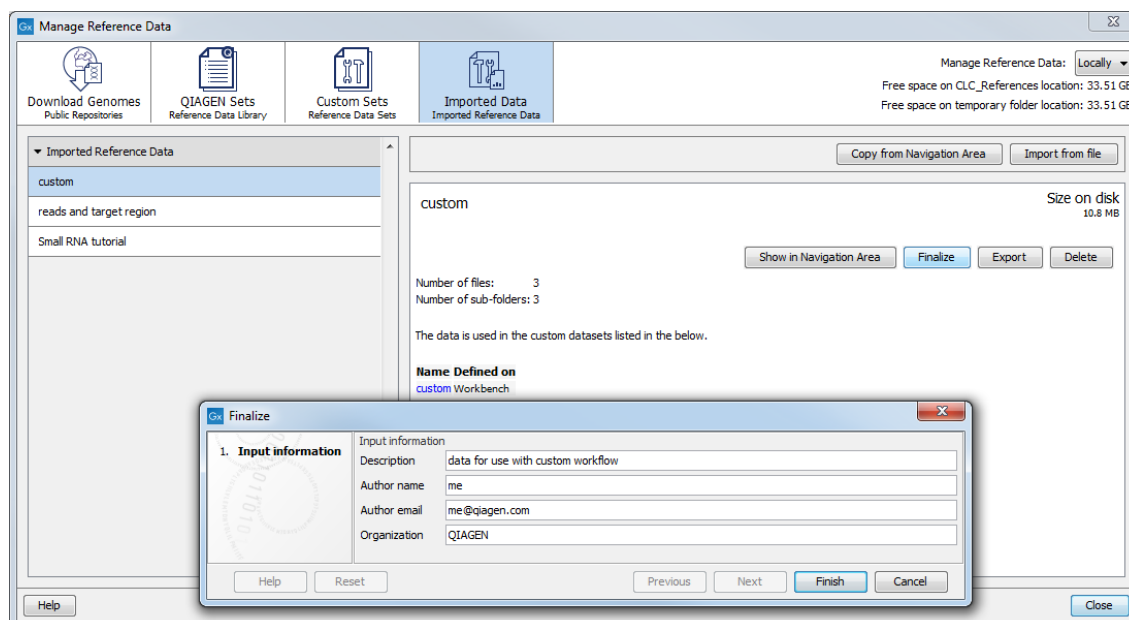 Gx Manage Reference Data
Download Genomes
Public Repositories
QIAGEN Sets
Reference Data Library
Custom Sets
Reference Data Sets
Imported Data
Imported Reference Data
Manage Reference Data: Locally
Free space on CLC_References location: 33.51 GB
Free space on temporary folder location: 33.51 GB
Imported Reference Data
custom
reads and target region
Small RNA tutorial
Copy from Navigation Area Import from file
custom
Size on disk
10.8 MB
Show in Navigation Area Finalize Export Delete
Number of files: 3
Number of sub-folders: 3
The data is used in the custom datasets listed in the below.
Name Defined on
custom Workbench
Gx Finalize
1. Input information
Input information
Description data for use with custom workflow
Author name me
Author email me@qiagen.com
Organization QIAGEN
Help Reset Previous Next Finish Cancel
Help Close